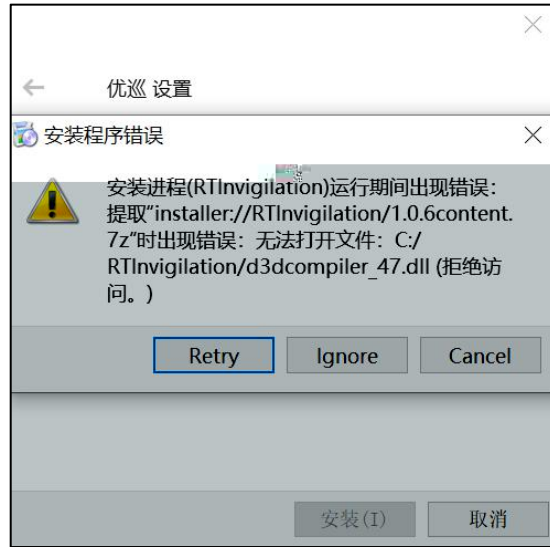 优巡 设置
安装程序错误
安装进程(RTInvigilation)运行期间出现错误：
提取"installer://RTInvigilation/1.0.6content.
7z"时出现错误：无法打开文件：C:/
RTInvigilation/d3dcompiler_47.dll (拒绝访
问。)
Retry Ignore Cancel
安装(I) 取消